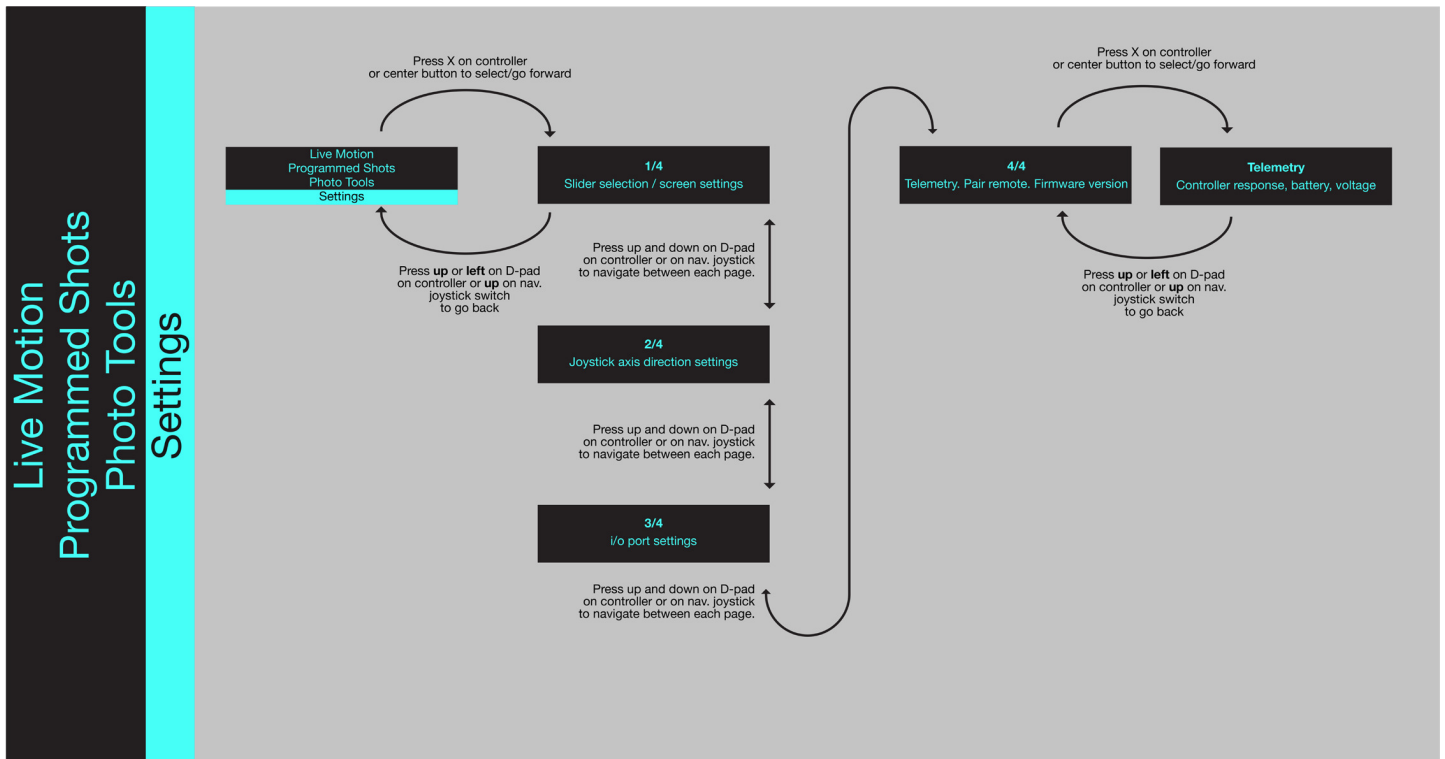 Live Motion
Programmed Shots
Photo Tools
Settings
Press X on controller
or center button to select/go forward
Live Motion
Programmed Shots
Photo Tools
Settings
1/4
Slider selection / screen settings
Press up or left on D-pad
on controller or up on nav.
joystick switch
to go back
Press up and down on D-pad
on controller or on nav. joystick
to navigate between each page.
2/4
Joystick axis direction settings
Press up and down on D-pad
on controller or on nav. joystick
to navigate between each page.
3/4
i/o port settings
Press up and down on D-pad
on controller or on nav. joystick
to navigate between each page.
4/4
Telemetry. Pair remote. Firmware version
Press X on controller
or center button to select/go forward
Telemetry
Controller response, battery, voltage
Press up or left on D-pad
on controller or up on nav.
joystick switch
to go back